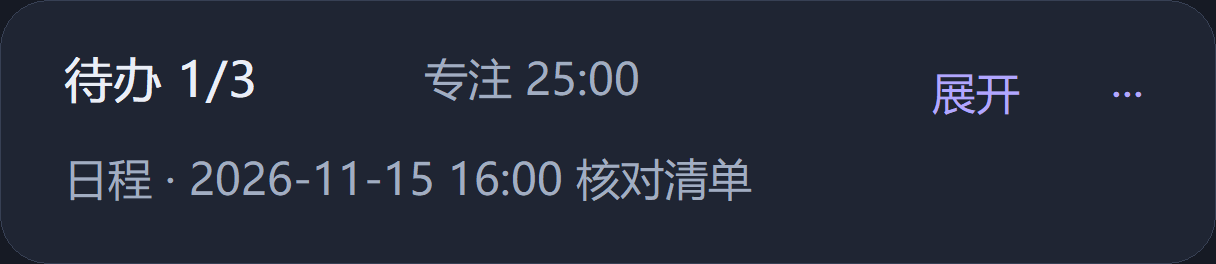 待办 1/3 专注 25:00 展开 ···
日程 · 2026-11-15 16:00 核对清单